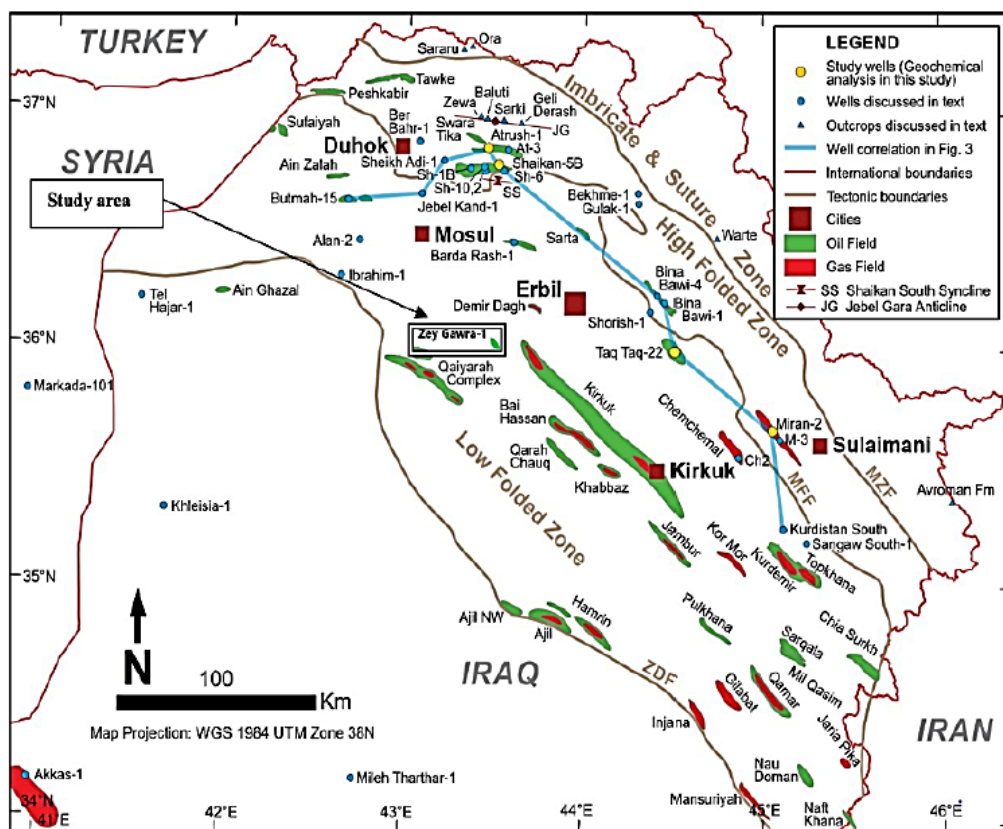 TURKEY
SYRIA
IRAQ
IRAN
LEGEND
Study wells (Geochemical
analysis in this study)
Wells discussed in text
Outcrops discussed in text
Well correlation in Fig. 3
International boundaries
Tectonic boundaries
Cities
Oil Field
Gas Field
SS Shaikan South Syncline
JG Jebel Gara Anticline
Imbricate & Suture Zone
High Folded Zone
Low Folded Zone
MZF
MFF
ZDF
37°N
36°N
35°N
34°N
41°E
42°E
43°E
44°E
45°E
46°E
Ora
Sararu
Tawke
Peshkabir
Sufaiyah
Ber
Bahr-1
Zewa
Baluti
Sarki
Geli
Derash
Swara
Tika
Atrush-1
JG
At-3
Duhok
Sheikh Adi-1
Shaikan-5B
Ain Zalah
Sh-1B
Sh-6
Sh-10,2
SS
Butmah-15
Jebel Kand-1
Bekhme-1
Gulak-1
Study area
Mosul
Alan-2
Barda Rash-1
Sarta
Warte
Ibrahim-1
Tel
Hajar-1
Ain Ghazal
Erbil
Demir Dagh
Bina
Bawi-4
Bina
Bawi-1
Shorish-1
Zey Gawra-1
Taq Taq-22
Markada-101
Qaiyarah
Complex
Kirkuk
Bai
Hassan
Chemchemal
Miran-2
M-3
Sulaimani
Qarah
Chauq
Ch2
Khabbaz
Kirkuk
Avroman Fm
Khleisia-1
Jambur
Kor Mor
Kurdistan South
Sangaw South-1
Kurdemir
Topkhana
Ajil NW
Ajil
Hamrin
Pulkhana
Chia Surkh
Sarqala
Mil Qasim
Gilabat
Qamar
Injana
Jaria Pika
Nau
Doman
Mansuriyah
Naft
Khana
Akkas-1
Mileh Tharthar-1
N
100
Km
Map Projection: WGS 1984 UTM Zone 38N